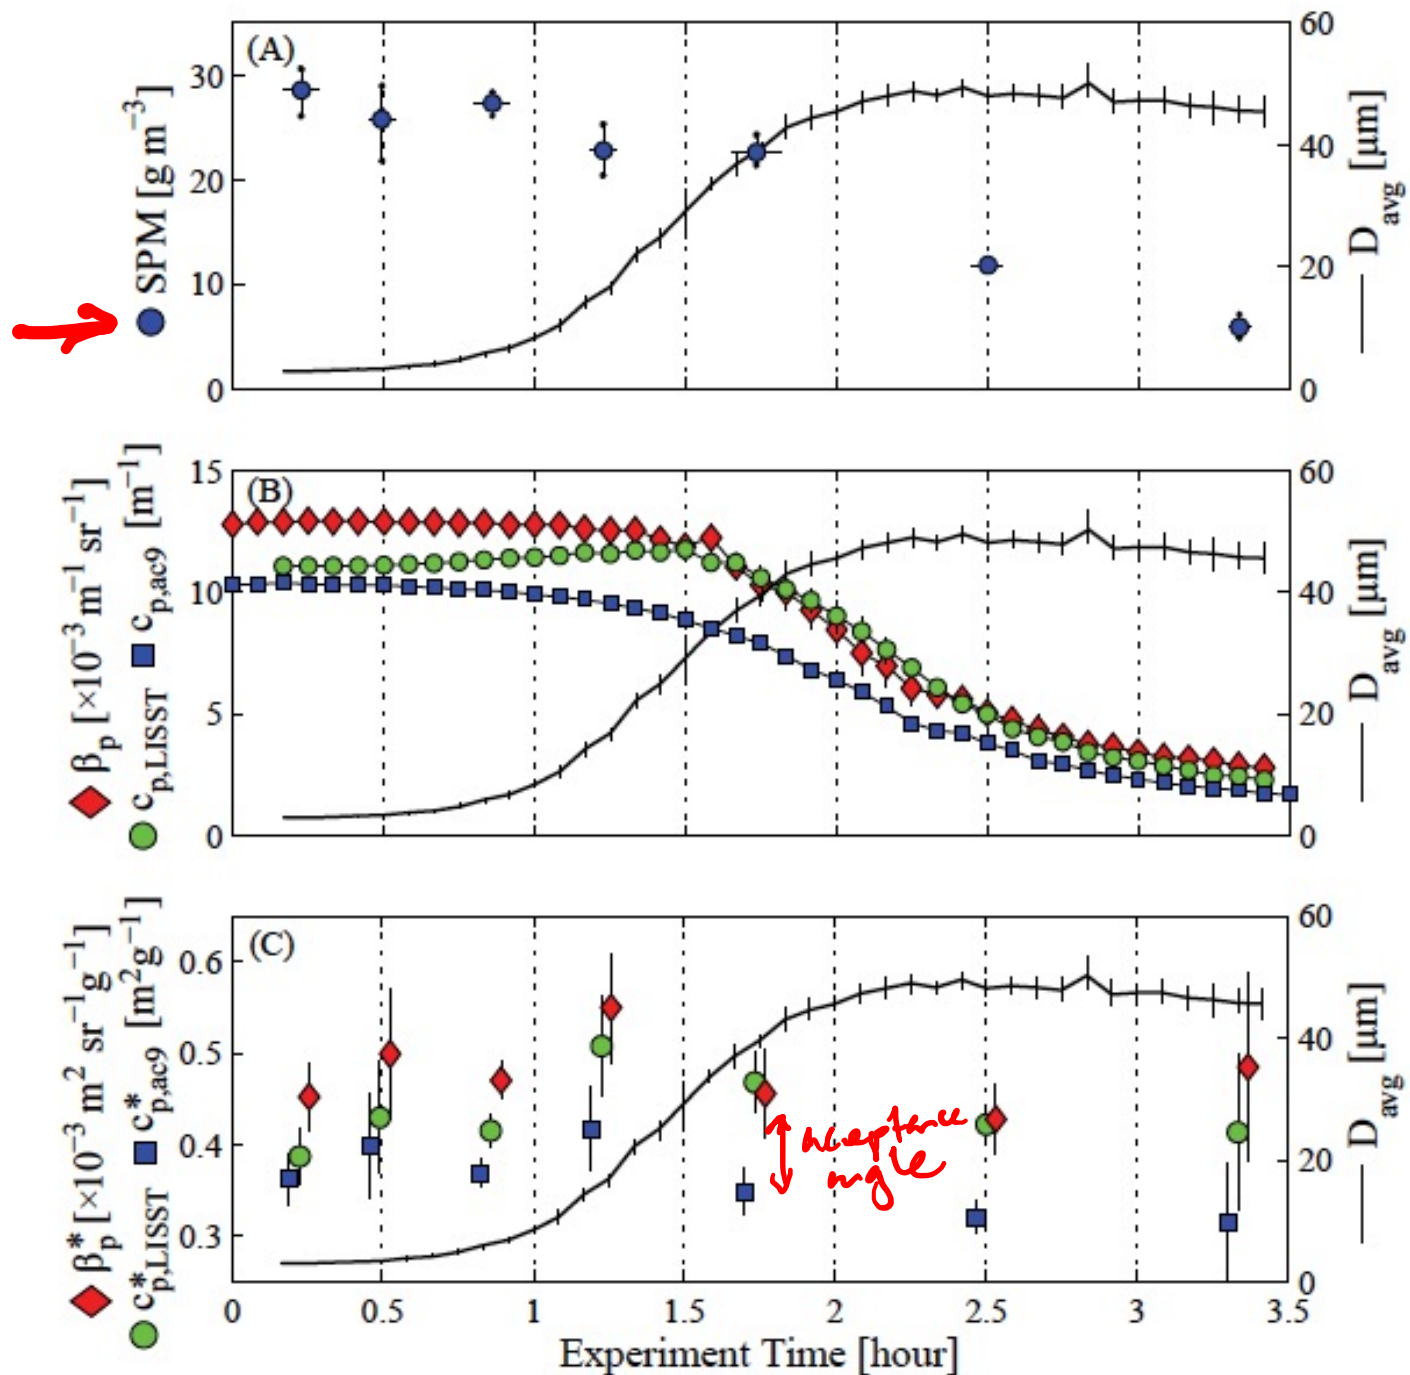 (A)
SPM [g m⁻³]
30
20
10
0
60
40
20
0
D_avg [μm]
(B)
β_p [×10⁻³ m⁻¹ sr⁻¹]
c_p,LISST c_p,ac9 [m⁻¹]
15
10
5
0
60
40
20
0
D_avg [μm]
(C)
β*_p [×10⁻³ m² sr⁻¹g⁻¹]
c*_p,LISST c*_p,ac9 [m²g⁻¹]
0.6
0.5
0.4
0.3
60
40
20
0
D_avg [μm]
acceptance
angle
0 0.5 1 1.5 2 2.5 3 3.5
Experiment Time [hour]